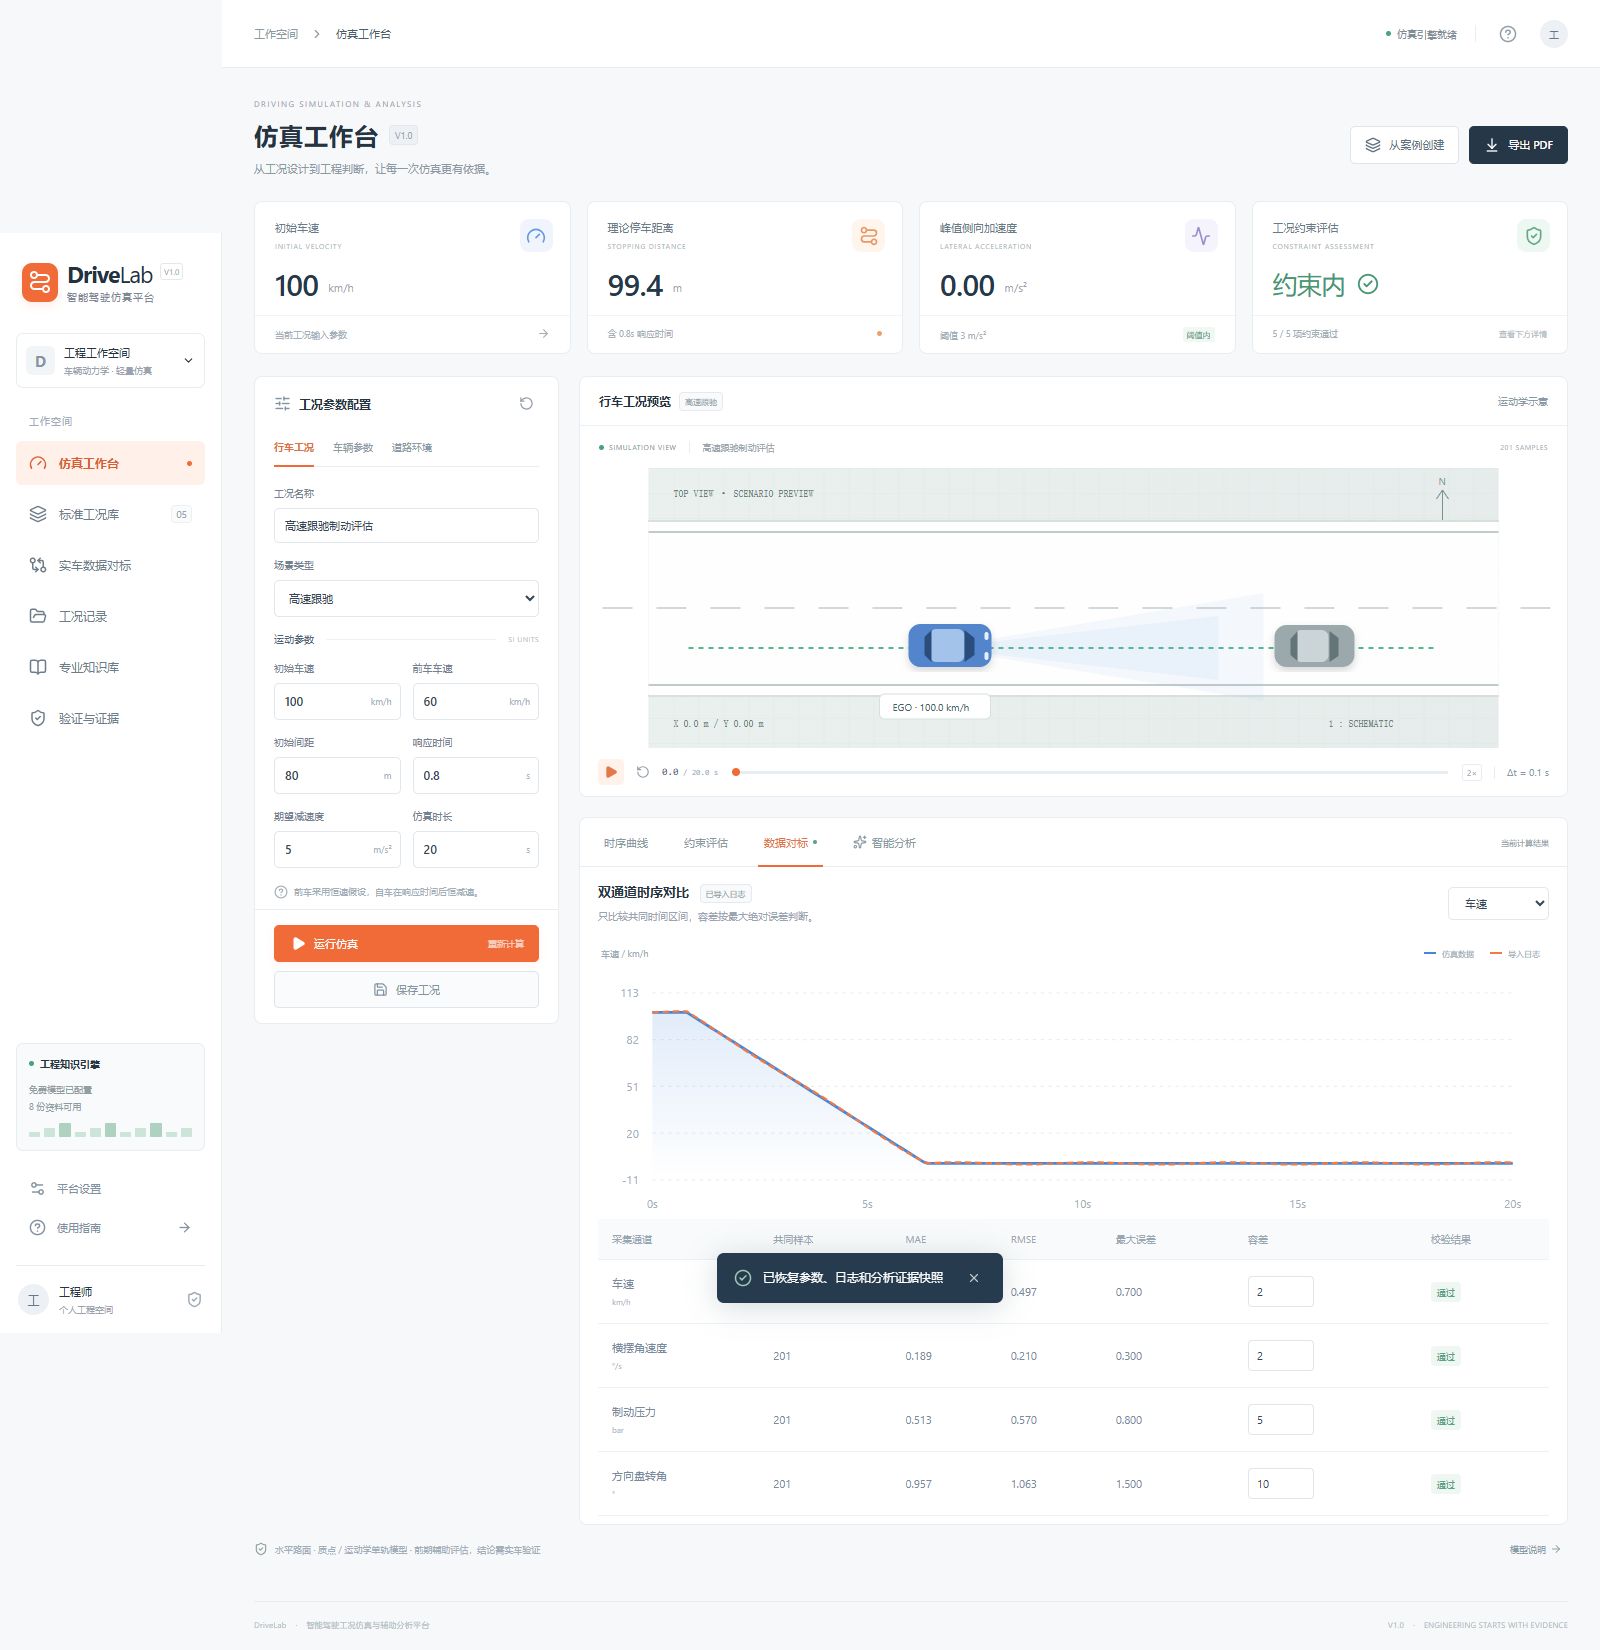 工作空间 > 仿真工作台
仿真引擎就绪
工
DRIVING SIMULATION & ANALYSIS
仿真工作台 V1.0
从工况设计到工程判断，让每一次仿真更有依据。
从案例创建
导出 PDF
初始车速
INITIAL VELOCITY
100 km/h
当前工况输入参数
理论停车距离
STOPPING DISTANCE
99.4 m
含 0.8s 响应时间
峰值侧向加速度
LATERAL ACCELERATION
0.00 m/s²
阈值 3 m/s²
阈值内
工况约束评估
CONSTRAINT ASSESSMENT
约束内
5 / 5 项约束通过
查看下方详情
DriveLab V1.0
智能驾驶仿真平台
D
工程工作空间
车辆动力学 · 轻量仿真
工作空间
仿真工作台
标准工况库 05
实车数据对标
工况记录
专业知识库
验证与证据
工程知识引擎
免费模型已配置
8 份资料可用
平台设置
使用指南
工
工程师
个人工程空间
工况参数配置
行车工况 车辆参数 道路环境
工况名称
高速跟驰制动评估
场景类型
高速跟驰
运动参数 SI UNITS
初始车速 前车车速
100 km/h 60 km/h
初始间距 响应时间
80 m 0.8 s
期望减速度 仿真时长
5 m/s² 20 s
前车采用恒速假设，自车在响应时间后恒减速。
运行仿真 重新计算
保存工况
行车工况预览 高速跟驰
运动学示意
SIMULATION VIEW 高速跟驰制动评估
201 SAMPLES
TOP VIEW • SCENARIO PREVIEW
N
EGO · 100.0 km/h
X 0.0 m / Y 0.00 m
1 : SCHEMATIC
0.0 / 20.0 s
2×
Δt = 0.1 s
时序曲线 约束评估 数据对标 智能分析
当前计算结果
双通道时序对比 已导入日志
只比较共同时间区间，容差按最大绝对误差判断。
车速
车速 / km/h
仿真数据 导入日志
113
82
51
20
-11
0s 5s 10s 15s 20s
采集通道 共同样本 MAE RMSE 最大误差 容差 校验结果
已恢复参数、日志和分析证据快照 ×
车速 0.497 0.700 2 通过
km/h
横摆角速度 201 0.189 0.210 0.300 2 通过
°/s
制动压力 201 0.513 0.570 0.800 5 通过
bar
方向盘转角 201 0.957 1.063 1.500 10 通过
°
水平路面 · 质点 / 运动学单轨模型 · 前期辅助评估，结论需实车验证
模型说明
DriveLab · 智能驾驶工况仿真与辅助分析平台
V1.0 · ENGINEERING STARTS WITH EVIDENCE